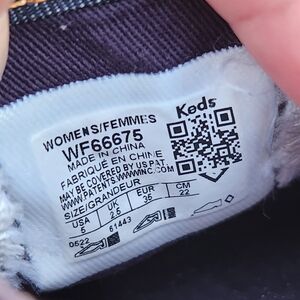 Keds
WOMENS/FEMMES
WF66675
MADE IN CHINA
FABRIQUE EN CHINE
MAY BE COVERED BY US PAT.
WWW.PATENTS.WWWINC.COM
SIZE/GRANDEUR
USA UK EUR CM
5 2.5 35 22
0522 61443